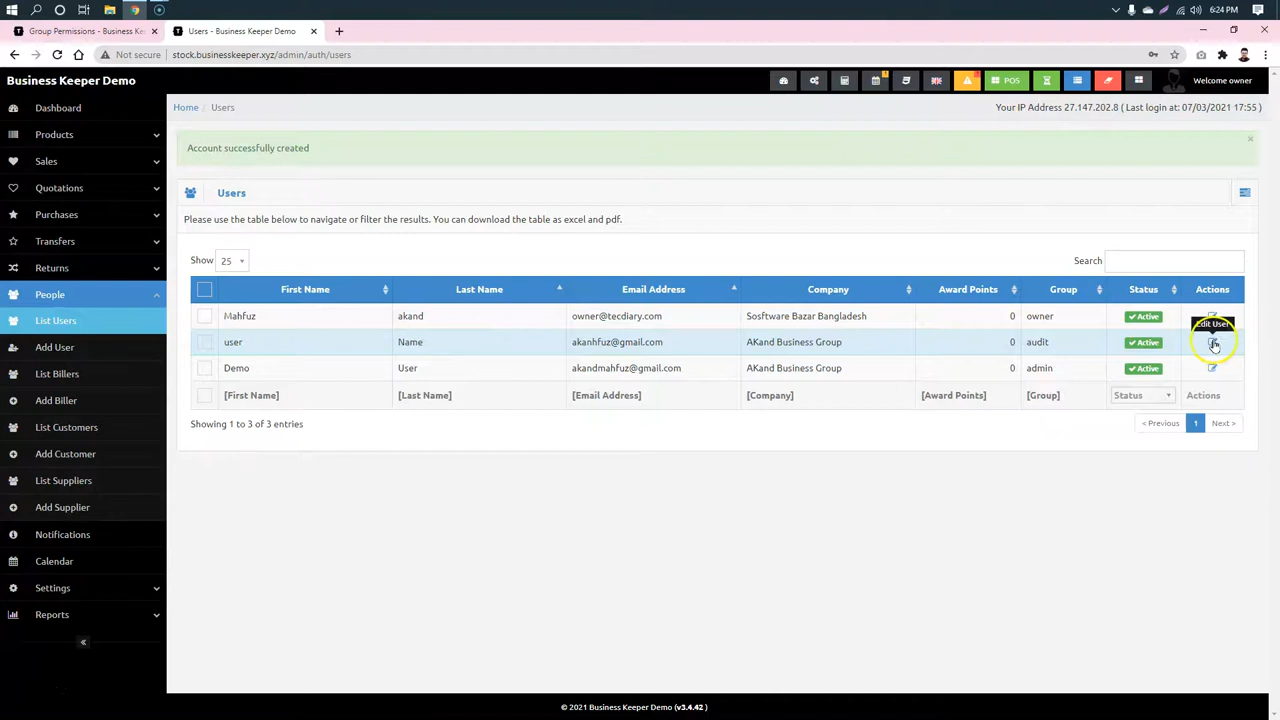 6:24 PM
Group Permissions - Business Ke
Users - Business Keeper Demo
Not secure
stock.businesskeeper.xyz/admin/auth/users
Business Keeper Demo
1
POS
Welcome owner
Dashboard
Products
Sales
Quotations
Purchases
Transfers
Returns
People
List Users
Add User
List Billers
Add Biller
List Customers
Add Customer
List Suppliers
Add Supplier
Notifications
Calendar
Settings
Reports
Home / Users
Your IP Address 27.147.202.8 ( Last login at: 07/03/2021 17:55 )
Account successfully created
×
Users
Please use the table below to navigate or filter the results. You can download the table as excel and pdf.
Show 25
Search
First Name Last Name Email Address Company Award Points Group Status Actions
Mahfuz akand owner@tecdiary.com Sosftware Bazar Bangladesh 0 owner Active
Edit User
user Name akanhfuz@gmail.com AKand Business Group 0 audit Active
Demo User akandmahfuz@gmail.com AKand Business Group 0 admin Active
[First Name] [Last Name] [Email Address] [Company] [Award Points] [Group] Status Actions
Showing 1 to 3 of 3 entries
< Previous 1 Next >
© 2021 Business Keeper Demo (v3.4.42 )